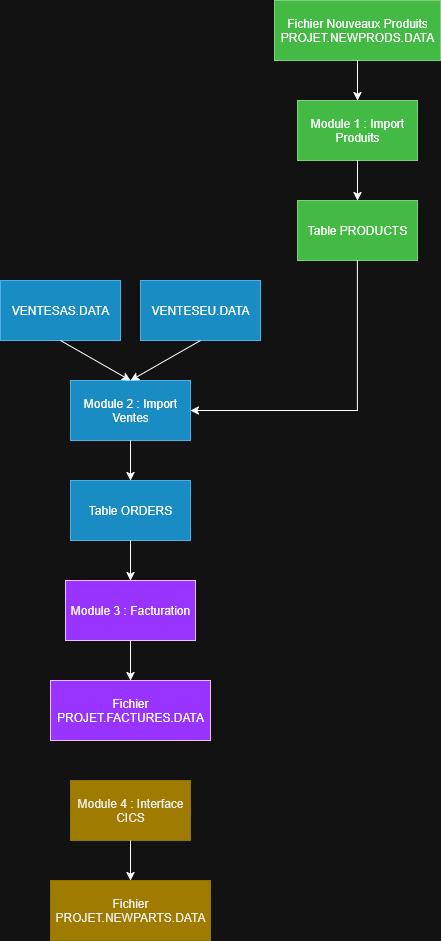 Fichier Nouveaux Produits
PROJET.NEWPRODS.DATA
Module 1 : Import
Produits
Table PRODUCTS
VENTESAS.DATA
VENTESEU.DATA
Module 2 : Import
Ventes
Table ORDERS
Module 3 : Facturation
Fichier
PROJET.FACTURES.DATA
Module 4 : Interface
CICS
Fichier
PROJET.NEWPARTS.DATA